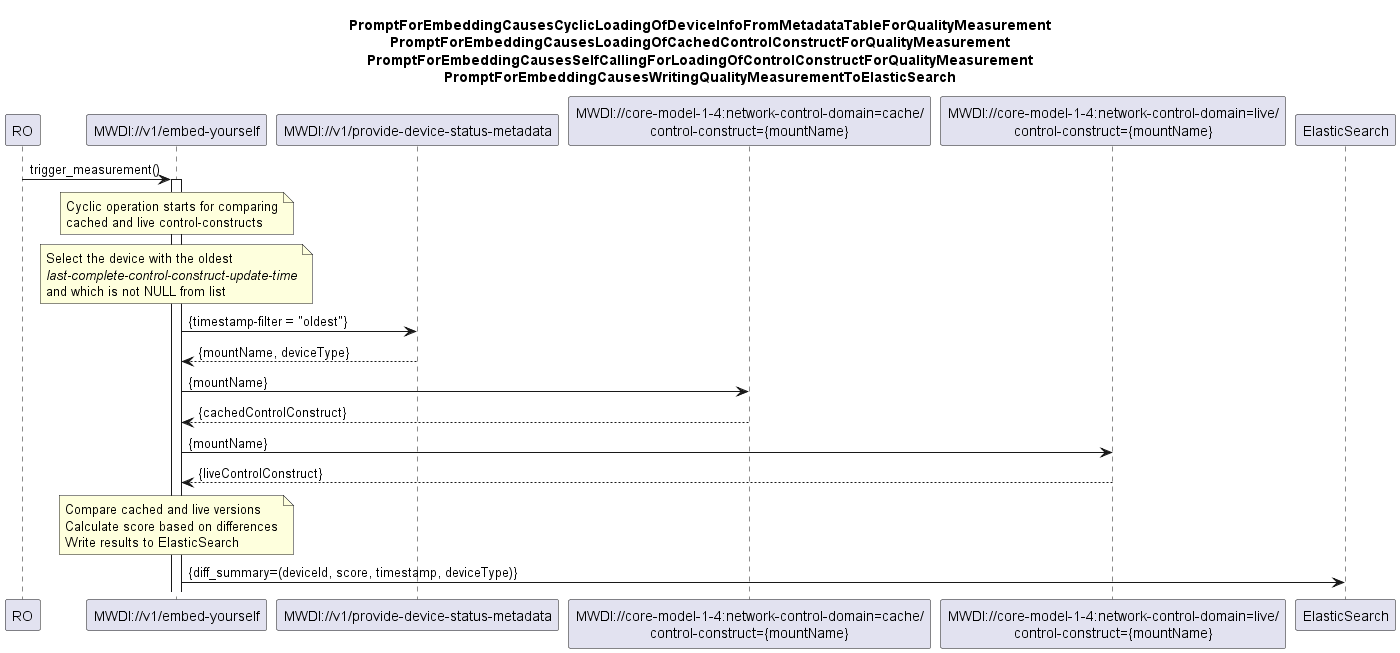 PromptForEmbeddingCausesCyclicLoadingOfDeviceInfoFromMetadataTableForQualityMeasurement
PromptForEmbeddingCausesLoadingOfCachedControlConstructForQualityMeasurement
PromptForEmbeddingCausesSelfCallingForLoadingOfControlConstructForQualityMeasurement
PromptForEmbeddingCausesWritingQualityMeasurementToElasticSearch
RO
MWDI://v1/embed-yourself
MWDI://v1/provide-device-status-metadata
MWDI://core-model-1-4:network-control-domain=cache/
control-construct={mountName}
MWDI://core-model-1-4:network-control-domain=live/
control-construct={mountName}
ElasticSearch
trigger_measurement()
Cyclic operation starts for comparing
cached and live control-constructs
Select the device with the oldest
last-complete-control-construct-update-time
and which is not NULL from list
{timestamp-filter = "oldest"}
{mountName, deviceType}
{mountName}
{cachedControlConstruct}
{mountName}
{liveControlConstruct}
Compare cached and live versions
Calculate score based on differences
Write results to ElasticSearch
{diff_summary=(deviceId, score, timestamp, deviceType)}
RO
MWDI://v1/embed-yourself
MWDI://v1/provide-device-status-metadata
MWDI://core-model-1-4:network-control-domain=cache/
control-construct={mountName}
MWDI://core-model-1-4:network-control-domain=live/
control-construct={mountName}
ElasticSearch